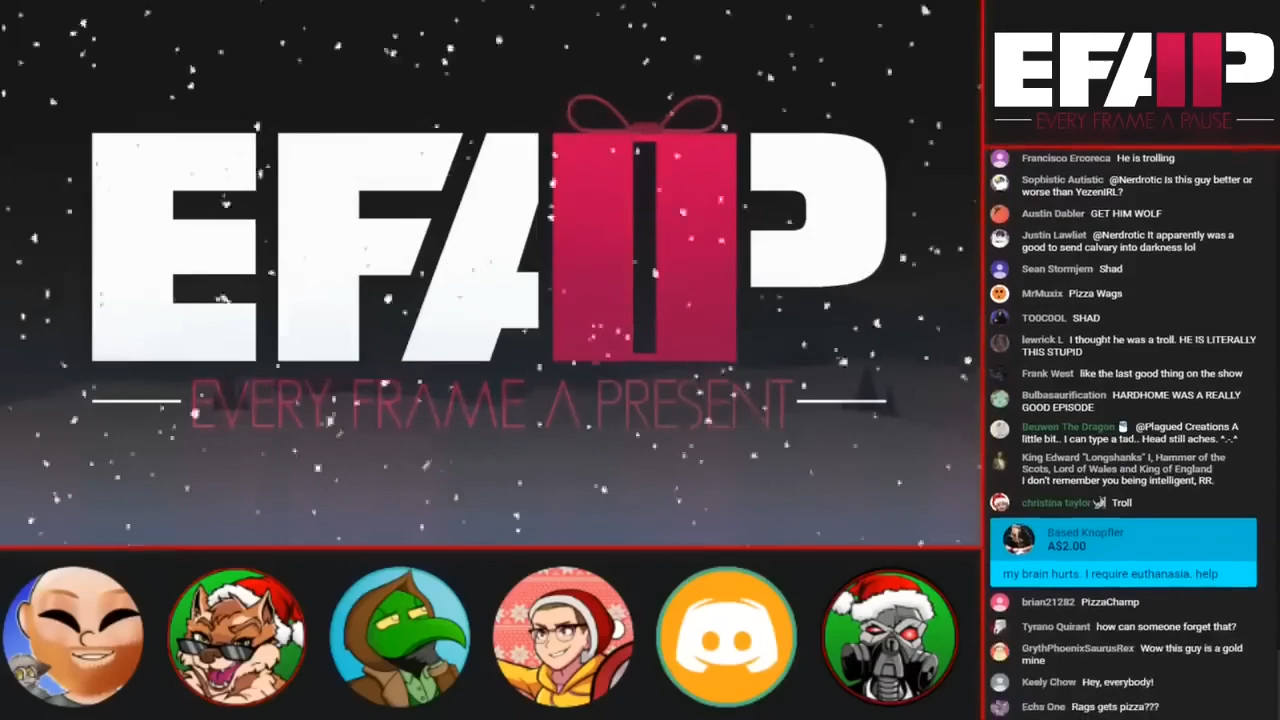 EFAP
EVERY FRAME A PRESENT
EFAP
EVERY FRAME A PAUSE
Francisco Ercoreca He is trolling
Sophistic Autistic @Nerdrotic Is this guy better or
worse than YezenIRL?
Austin Dabler GET HIM WOLF
Justin Lawliet @Nerdrotic It apparently was a
good to send calvary into darkness lol
Sean Stormjem Shad
MrMuxix Pizza Wags
TOOCOOL SHAD
lewrick L I thought he was a troll. HE IS LITERALLY
THIS STUPID
Frank West like the last good thing on the show
Bulbasaurification HARDHOME WAS A REALLY
GOOD EPISODE
Beuwen The Dragon @Plagued Creations A
little bit.. I can type a tad.. Head still aches. ^.-.^
King Edward "Longshanks" I, Hammer of the
Scots, Lord of Wales and King of England
I don't remember you being intelligent, RR.
christina taylor Troll
Based Knopfler
A$2.00
my brain hurts. I require euthanasia. help
brian21282 PizzaChamp
Tyrano Quirant how can someone forget that?
GrythPhoenixSaurusRex Wow this guy is a gold
mine
Keely Chow Hey, everybody!
Echs One Rags gets pizza???